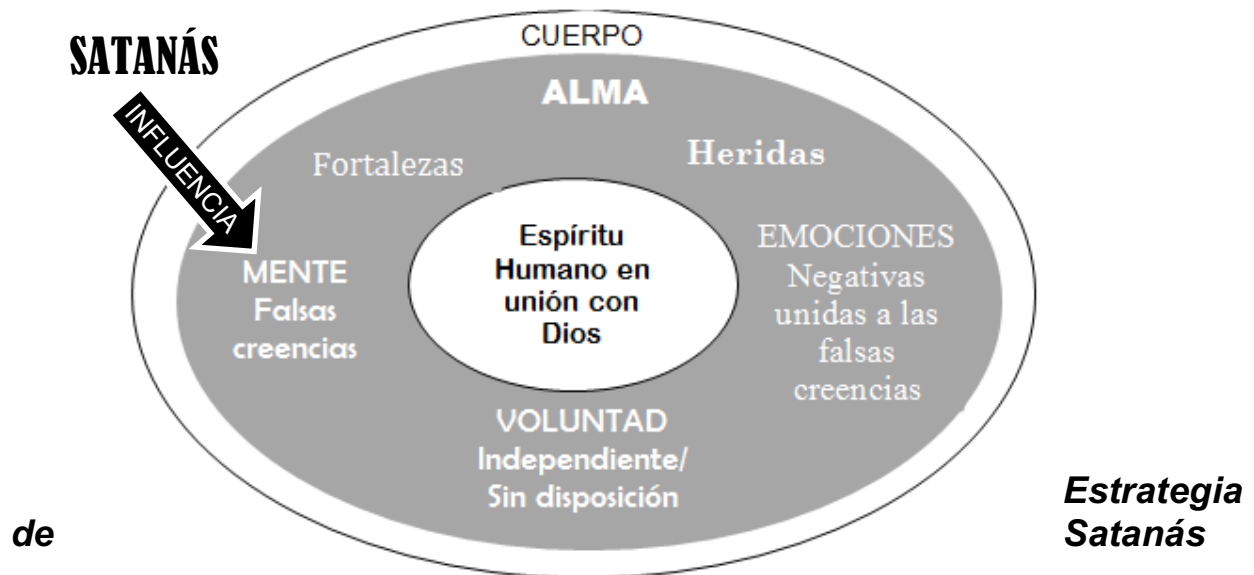 CUERPO
SATANÁS
ALMA
INFLUENCIA
Fortalezas
Heridas
Espíritu
Humano en
unión con
Dios
MENTE
Falsas
creencias
EMOCIONES
Negativas
unidas a las
falsas
creencias
VOLUNTAD
Independiente/
Sin disposición
Estrategia
de Satanás